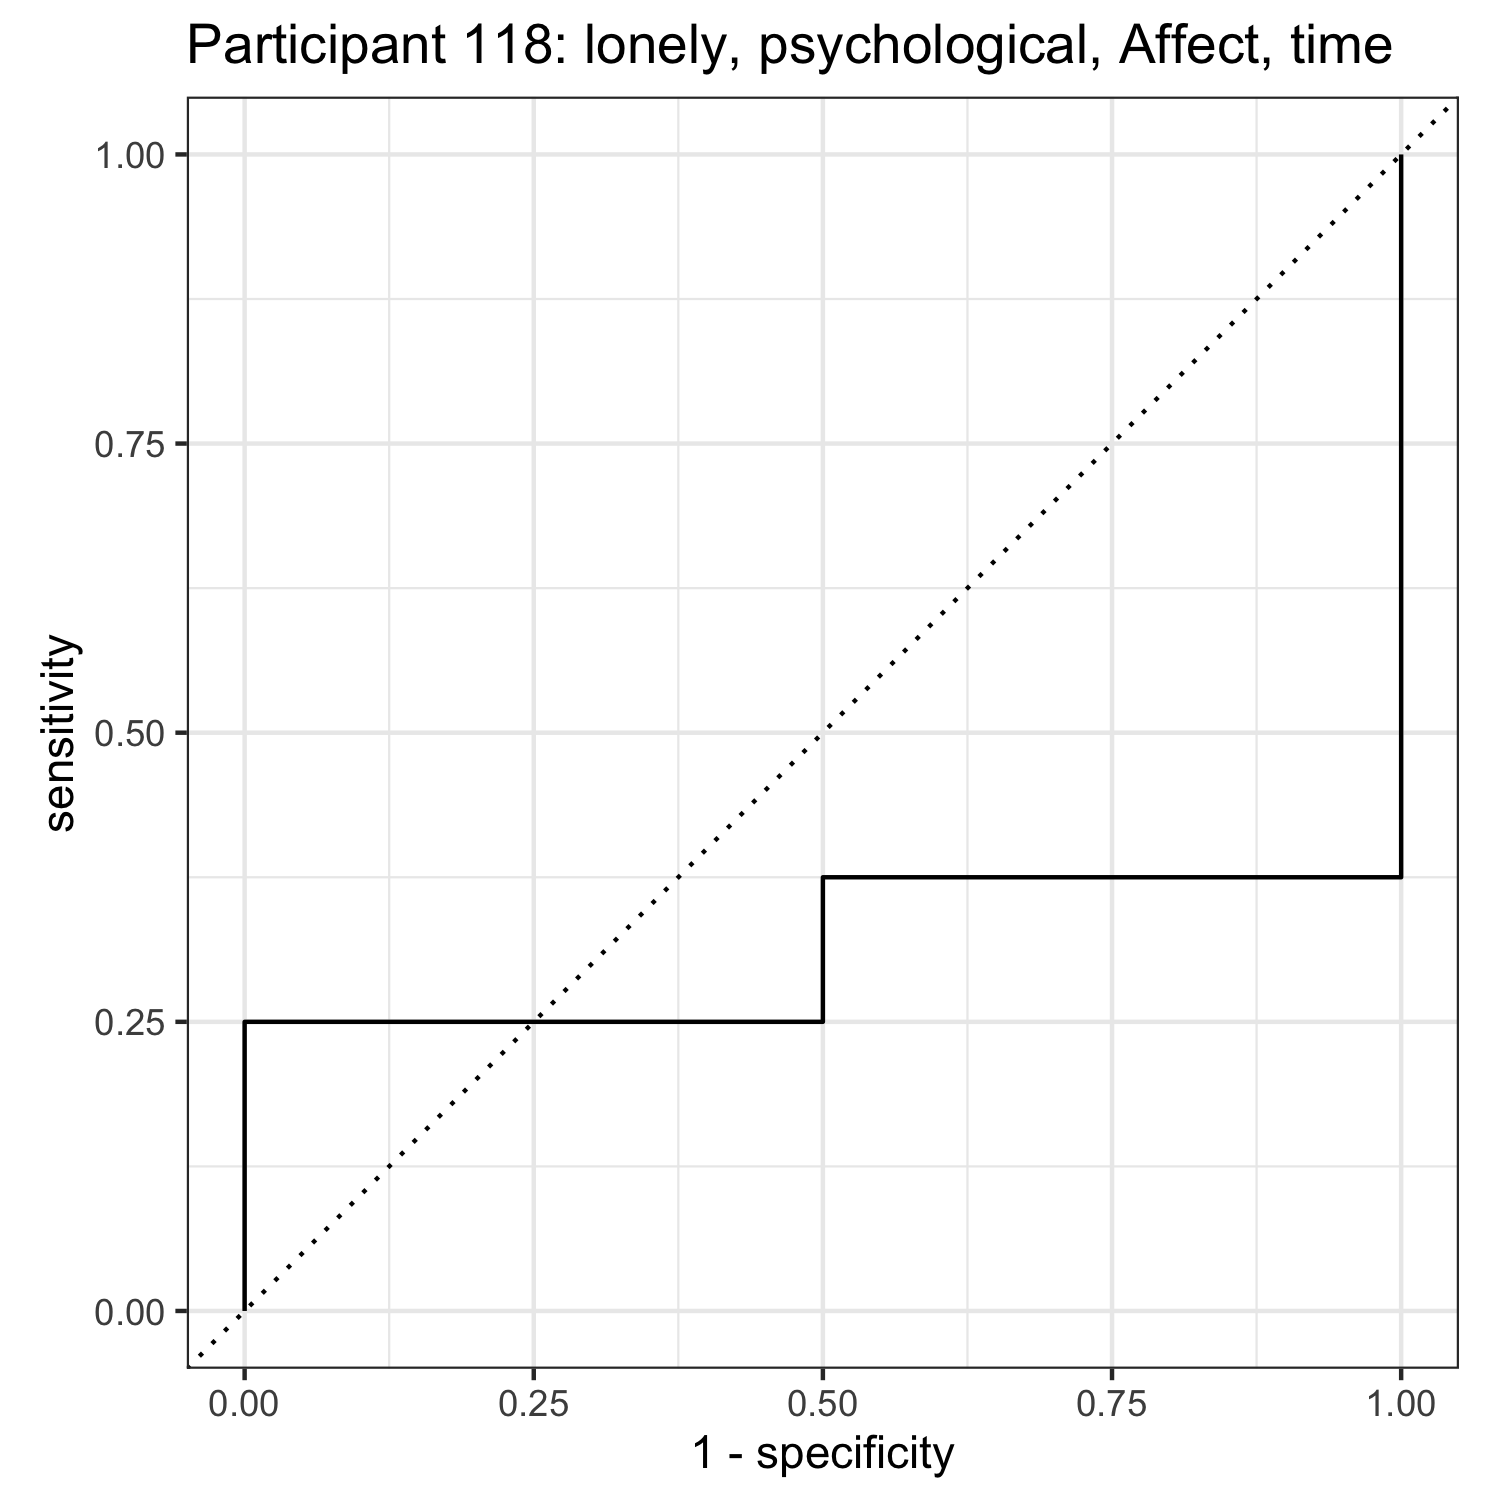 Participant 118: lonely, psychological, Affect, time
1.00
0.75
0.50
0.25
0.00
sensitivity
0.00 0.25 0.50 0.75 1.00
1 - specificity